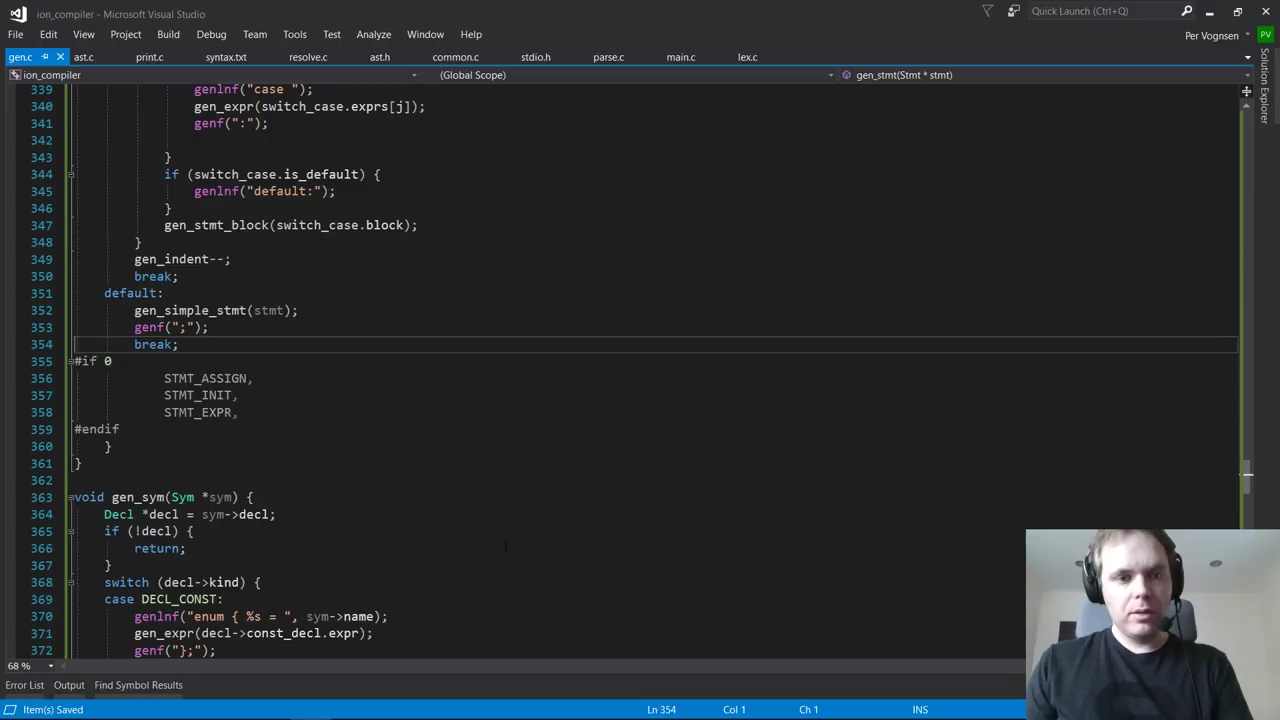 ion_compiler - Microsoft Visual Studio
Quick Launch (Ctrl+Q)
File Edit View Project Build Debug Team Tools Test Analyze Window Help
Per Vognsen
PV
gen.c ast.c print.c syntax.txt resolve.c ast.h common.c stdio.h parse.c main.c lex.c
ion_compiler
(Global Scope)
gen_stmt(Stmt * stmt)
Solution Explorer
339 genlnf("case ");
340 gen_expr(switch_case.exprs[j]);
341 genf(":");
342
343 }
344 if (switch_case.is_default) {
345 genlnf("default:");
346 }
347 gen_stmt_block(switch_case.block);
348 }
349 gen_indent--;
350 break;
351 default:
352 gen_simple_stmt(stmt);
353 genf(";");
354 break;
355 #if 0
356 STMT_ASSIGN,
357 STMT_INIT,
358 STMT_EXPR,
359 #endif
360 }
361 }
362
363 void gen_sym(Sym *sym) {
364 Decl *decl = sym->decl;
365 if (!decl) {
366 return;
367 }
368 switch (decl->kind) {
369 case DECL_CONST:
370 genlnf("enum { %s = ", sym->name);
371 gen_expr(decl->const_decl.expr);
372 genf("};");
68 %
Error List Output Find Symbol Results
Item(s) Saved
Ln 354 Col 1 Ch 1 INS